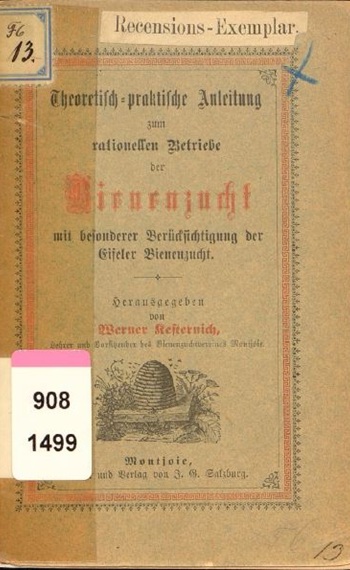 F6
13.
Recensions-Exemplar.
Theoretisch-praktische Anleitung
zum
rationellen Betriebe
der
Bienenzucht
mit besonderer Berücksichtigung der
Eifeler Bienenzucht.
Herausgegeben
von
Werner Kesternich,
Lehrer und Vorsitzender des Bienenzuchtvereines Montjoie.
908
1499
Montjoie,
und Verlag von J. G. Salzburg.
13